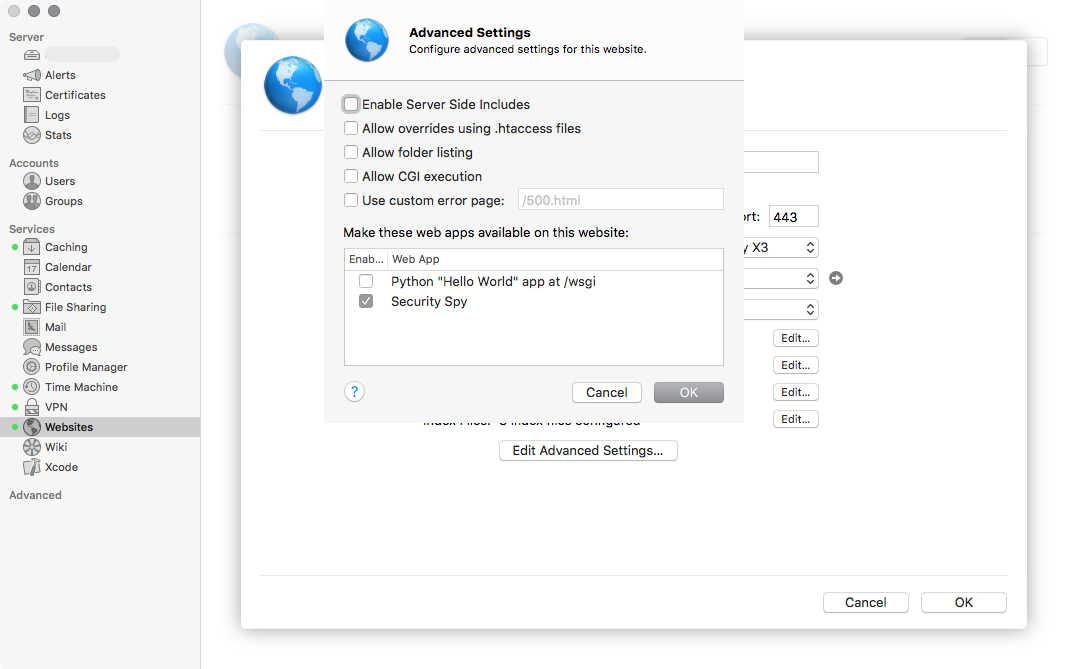 Server
Alerts
Certificates
Logs
Stats
Accounts
Users
Groups
Services
Caching
Calendar
Contacts
File Sharing
Mail
Messages
Profile Manager
Time Machine
VPN
Websites
Wiki
Xcode
Advanced
Advanced Settings
Configure advanced settings for this website.
Enable Server Side Includes
Allow overrides using .htaccess files
Allow folder listing
Allow CGI execution
Use custom error page: /500.html
Make these web apps available on this website:
Enab... Web App
Python "Hello World" app at /wsgi
Security Spy
? Cancel OK
rt: 443
y X3
Edit...
Edit...
Edit...
Edit...
Index Files: 3 index files configured
Edit Advanced Settings...
Cancel OK